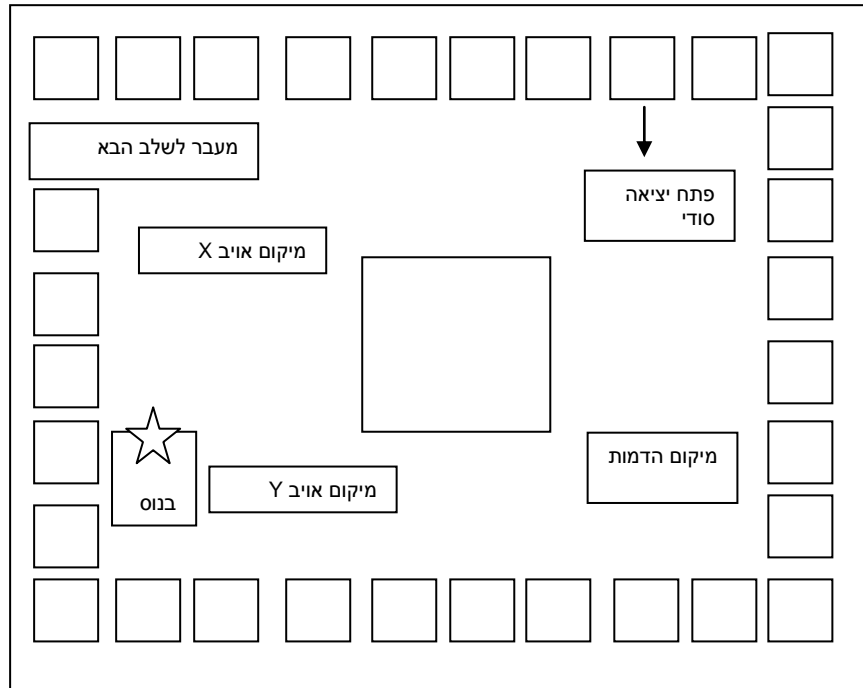 מעבר לשלב הבא
פתח יציאה
סודי
מיקום אויב X
מיקום הדמות
מיקום אויב Y
בנוס